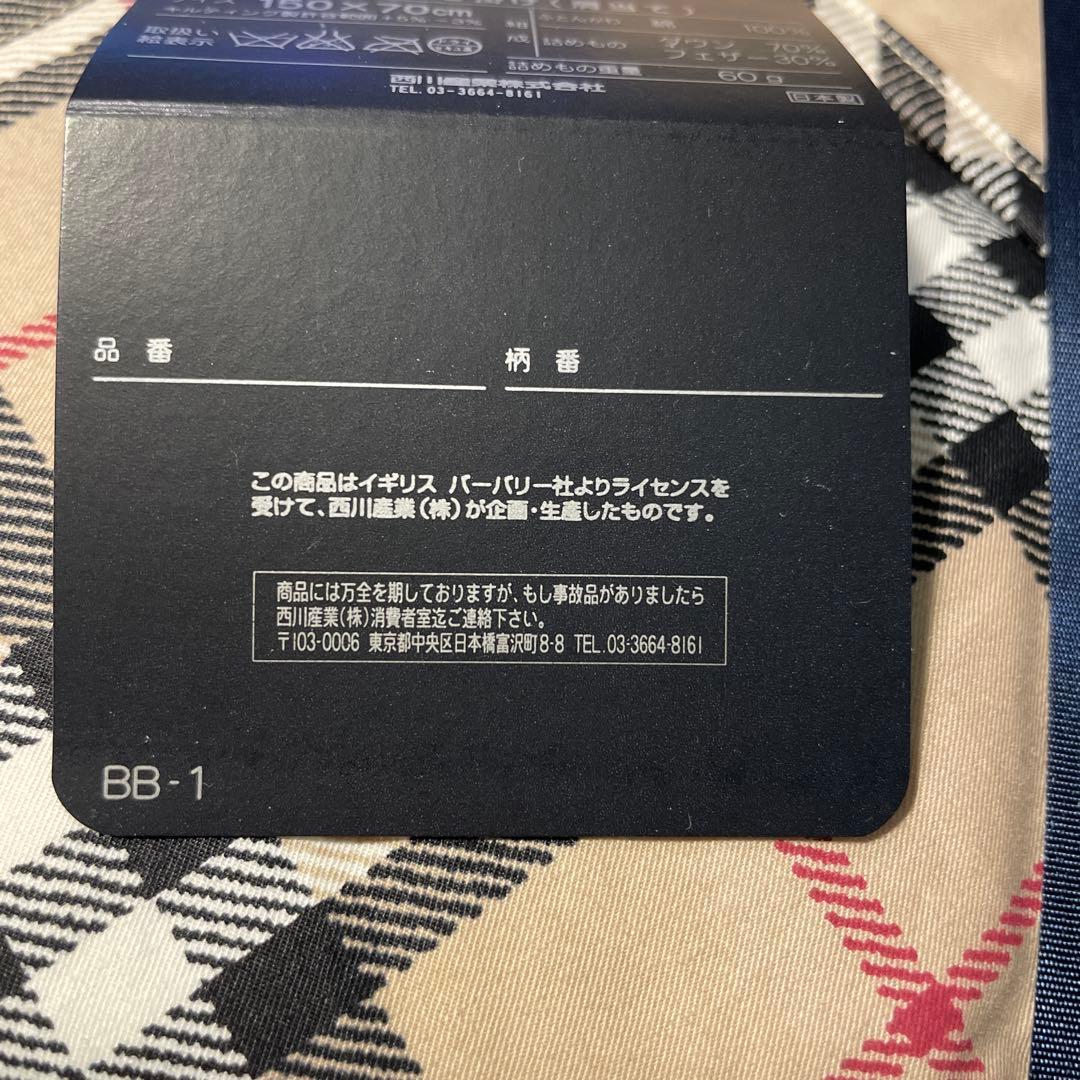 150×70cm
100%
取扱い
絵表示
詰めもの
ダウン 70%
フェザー 30%
詰めもの重量 60g
西川産業株式会社
TEL. 03-3664-8161
日本製
品番
柄番
この商品はイギリス バーバリー社よりライセンスを
受けて、西川産業(株)が企画・生産したものです。
商品には万全を期しておりますが、もし事故品がありましたら
西川産業(株)消費者室迄ご連絡下さい。
〒103-0006 東京都中央区日本橋富沢町8-8 TEL.03-3664-8161
BB-1